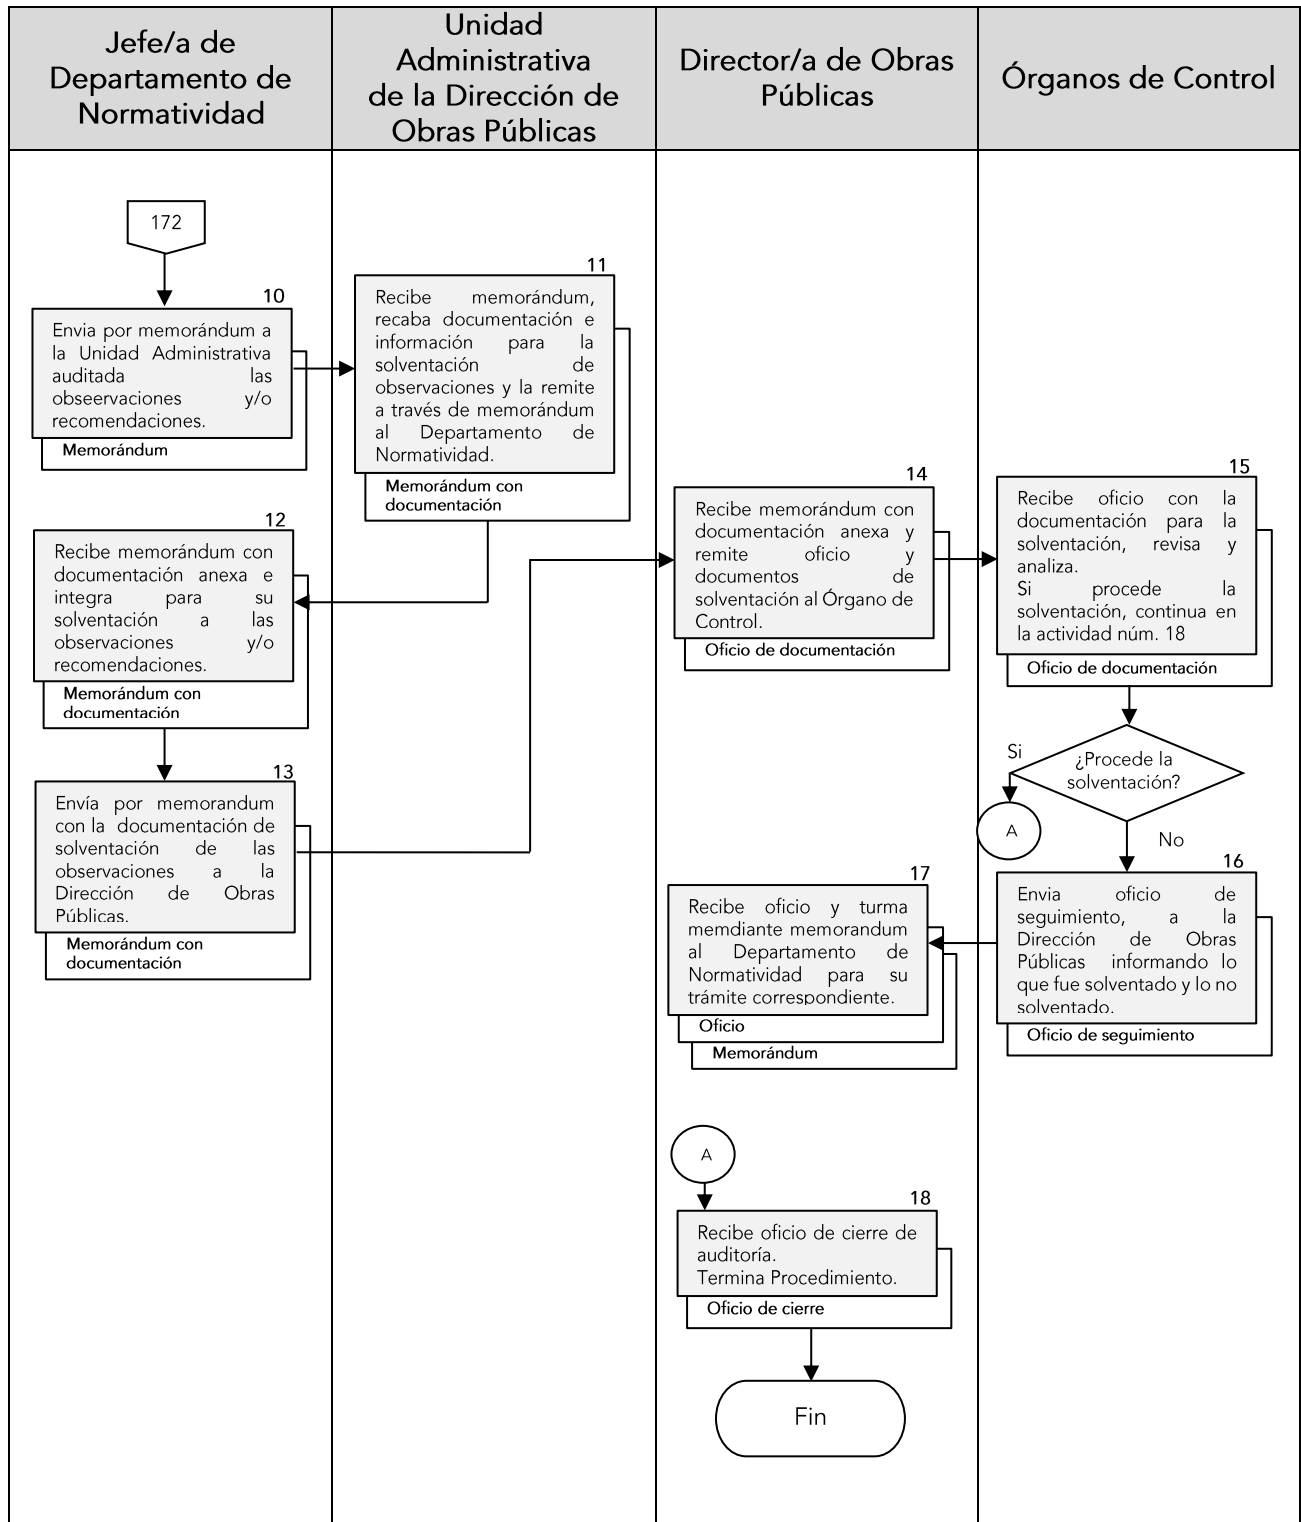 Jefe/a de
Departamento de
Normatividad
Unidad
Administrativa
de la Dirección de
Obras Públicas
Director/a de Obras
Públicas
Órganos de Control
172
10
Envia por memorándum a
la Unidad Administrativa
auditada las
obseervaciones y/o
recomendaciones.
Memorándum
11
Recibe memorándum,
recaba documentación e
información para la
solventación de
observaciones y la remite
a través de memorándum
al Departamento de
Normatividad.
Memorándum con
documentación
12
Recibe memorándum con
documentación anexa e
integra para su
solventación a las
observaciones y/o
recomendaciones.
Memorándum con
documentación
13
Envía por memorandum
con la documentación de
solventación de las
observaciones a la
Dirección de Obras
Públicas.
Memorándum con
documentación
14
Recibe memorándum con
documentación anexa y
remite oficio y
documentos de
solventación al Órgano de
Control.
Oficio de documentación
15
Recibe oficio con la
documentación para la
solventación, revisa y
analiza.
Si procede la
solventación, continua en
la actividad núm. 18
Oficio de documentación
¿Procede la
solventación?
Si
A
No
16
Envia oficio de
seguimiento, a la
Dirección de Obras
Públicas informando lo
que fue solventado y lo no
solventado.
Oficio de seguimiento
17
Recibe oficio y turma
memdiante memorandum
al Departamento de
Normatividad para su
trámite correspondiente.
Oficio
Memorándum
A
18
Recibe oficio de cierre de
auditoría.
Termina Procedimiento.
Oficio de cierre
Fin